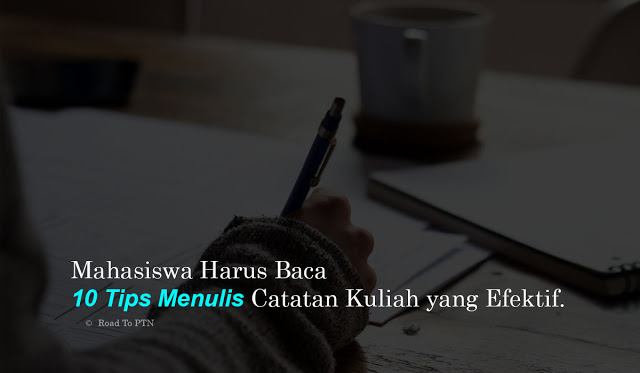 Mahasiswa Harus Baca
10 Tips Menulis Catatan Kuliah yang Efektif.
© Road To PTN